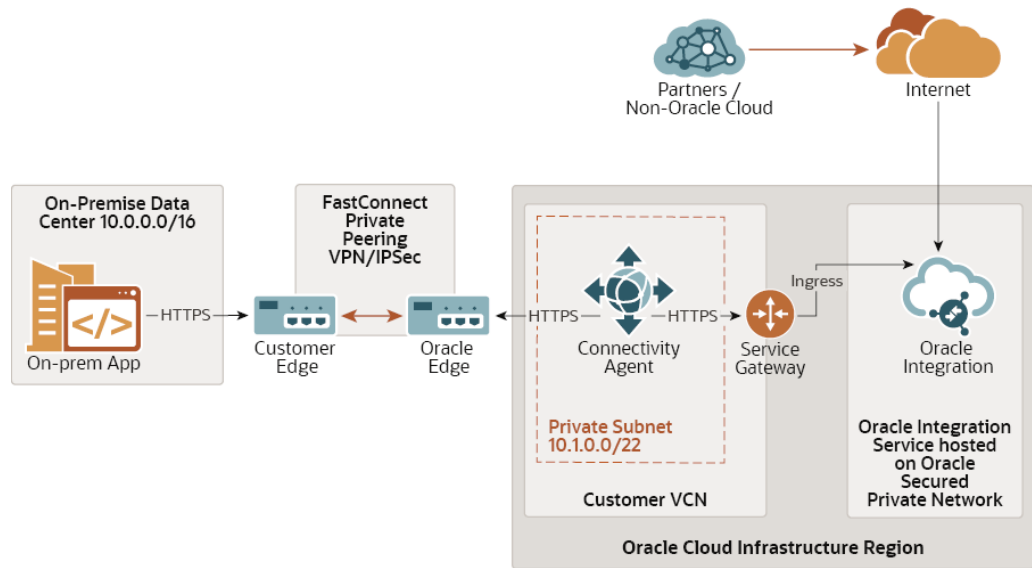 Partners /
Non-Oracle Cloud
Internet
On-Premise Data
Center 10.0.0.0/16
On-prem App
HTTPS
FastConnect
Private
Peering
VPN/IPSec
Customer
Edge
Oracle
Edge
HTTPS
Connectivity
Agent
HTTPS
Private Subnet
10.1.0.0/22
Customer VCN
Service
Gateway
Ingress
Oracle
Integration
Oracle Integration
Service hosted
on Oracle
Secured
Private Network
Oracle Cloud Infrastructure Region